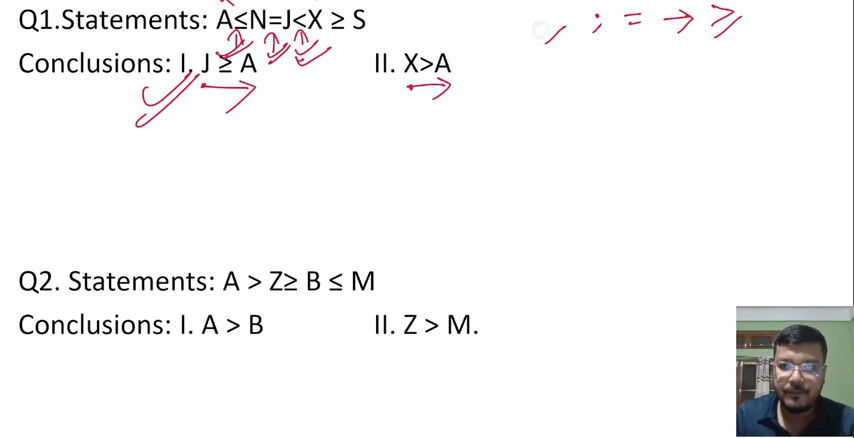 Q1.Statements: A≤N=J<X ≥ S
; = → ≥
Conclusions: I. J ≥ A II. X>A
Q2. Statements: A > Z≥ B ≤ M
Conclusions: I. A > B II. Z > M.